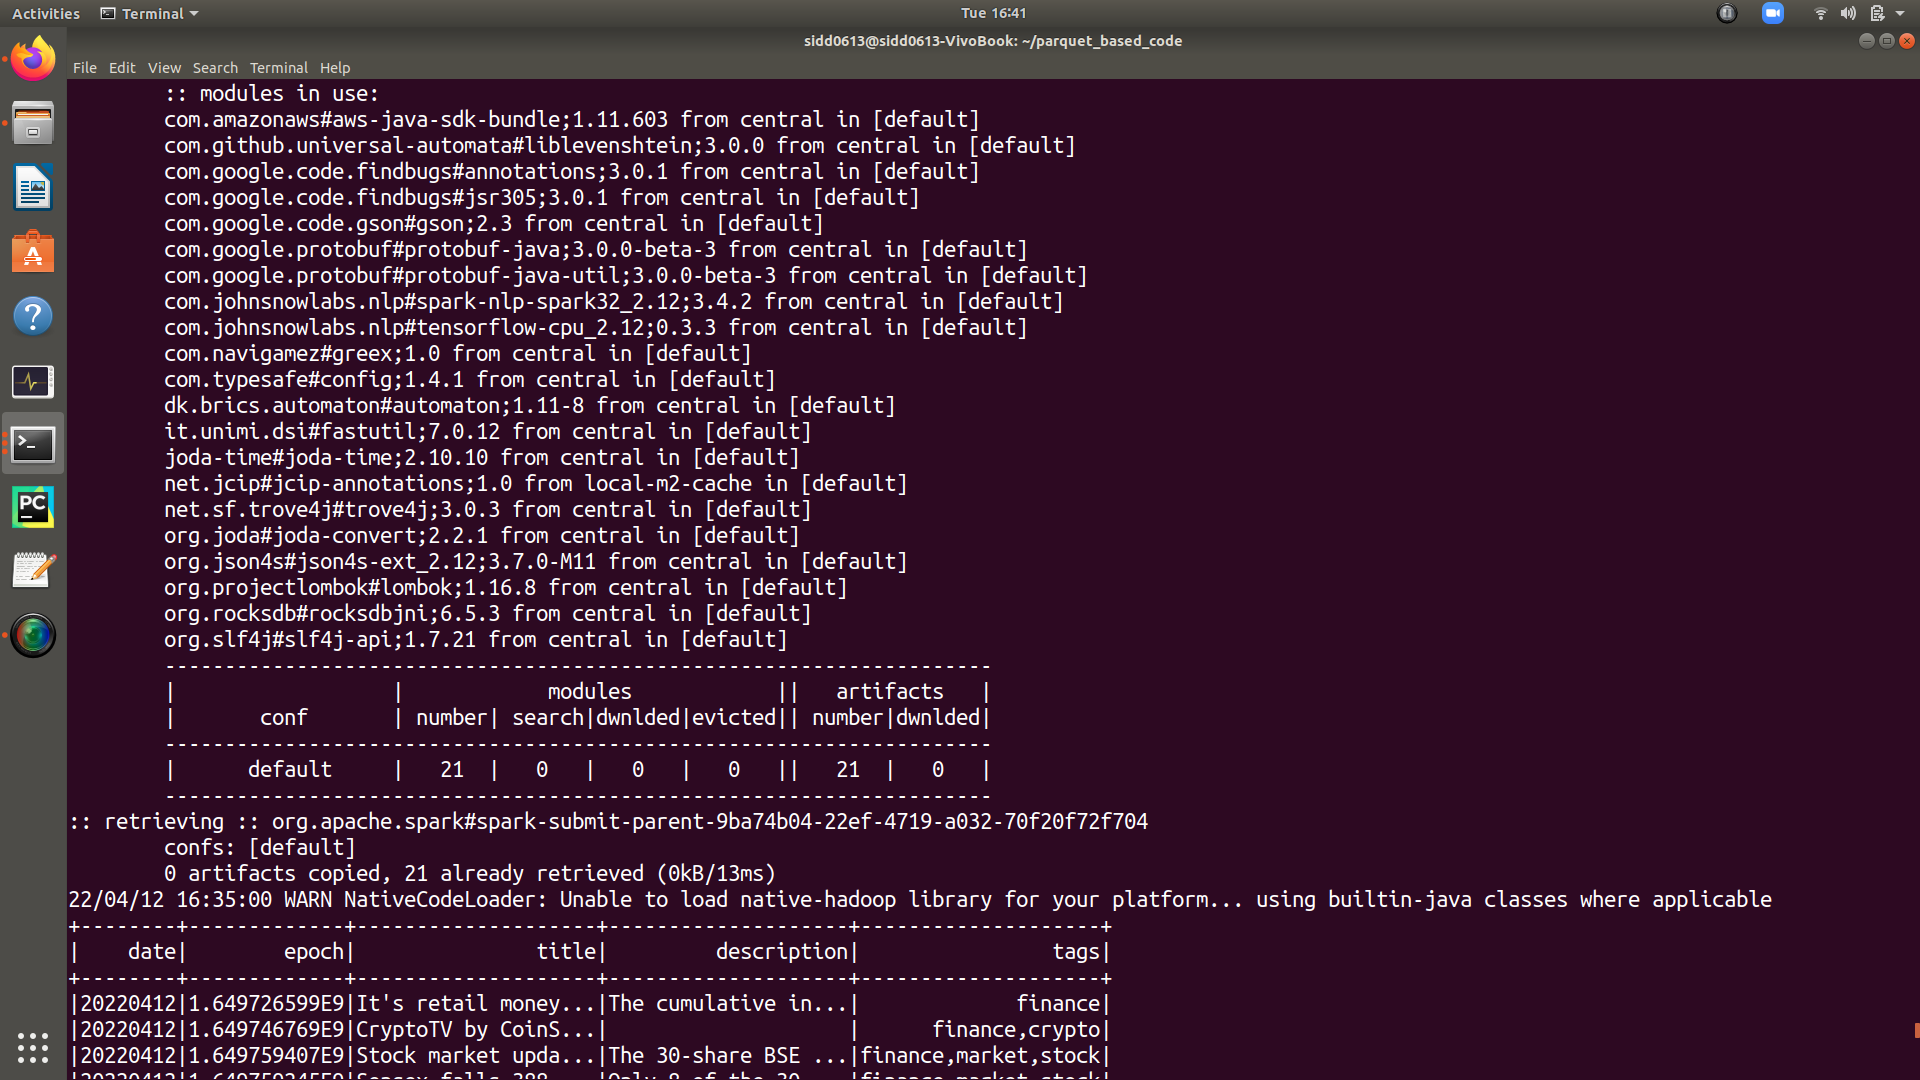 Activities Terminal Tue 16:41
sidd0613@sidd0613-VivoBook: ~/parquet_based_code
File Edit View Search Terminal Help
:: modules in use:
com.amazonaws#aws-java-sdk-bundle;1.11.603 from central in [default]
com.github.universal-automata#liblevenshtein;3.0.0 from central in [default]
com.google.code.findbugs#annotations;3.0.1 from central in [default]
com.google.code.findbugs#jsr305;3.0.1 from central in [default]
com.google.code.gson#gson;2.3 from central in [default]
com.google.protobuf#protobuf-java;3.0.0-beta-3 from central in [default]
com.google.protobuf#protobuf-java-util;3.0.0-beta-3 from central in [default]
com.johnsnowlabs.nlp#spark-nlp-spark32_2.12;3.4.2 from central in [default]
com.johnsnowlabs.nlp#tensorflow-cpu_2.12;0.3.3 from central in [default]
com.navigamez#greex;1.0 from central in [default]
com.typesafe#config;1.4.1 from central in [default]
dk.brics.automaton#automaton;1.11-8 from central in [default]
it.unimi.dsi#fastutil;7.0.12 from central in [default]
joda-time#joda-time;2.10.10 from central in [default]
net.jcip#jcip-annotations;1.0 from local-m2-cache in [default]
net.sf.trove4j#trove4j;3.0.3 from central in [default]
org.joda#joda-convert;2.2.1 from central in [default]
org.json4s#json4s-ext_2.12;3.7.0-M11 from central in [default]
org.projectlombok#lombok;1.16.8 from central in [default]
org.rocksdb#rocksdbjni;6.5.3 from central in [default]
org.slf4j#slf4j-api;1.7.21 from central in [default]
---------------------------------------------------------------------
|                  |            modules            ||   artifacts   |
|       conf       | number| search|dwnlded|evicted|| number|dwnlded|
---------------------------------------------------------------------
|      default     |   21  |   0   |   0   |   0   ||   21  |   0   |
---------------------------------------------------------------------
:: retrieving :: org.apache.spark#spark-submit-parent-9ba74b04-22ef-4719-a032-70f20f72f704
confs: [default]
0 artifacts copied, 21 already retrieved (0kB/13ms)
22/04/12 16:35:00 WARN NativeCodeLoader: Unable to load native-hadoop library for your platform... using builtin-java classes where applicable
+--------+-------------+--------------------+--------------------+--------------------+
|    date|        epoch|               title|         description|                tags|
+--------+-------------+--------------------+--------------------+--------------------+
|20220412|1.649726599E9|It's retail money...|The cumulative in...|             finance|
|20220412|1.649746769E9|CryptoTV by CoinS...|                    |      finance,crypto|
|20220412|1.649759407E9|Stock market upda...|The 30-share BSE ...|finance,market,stock|
PC